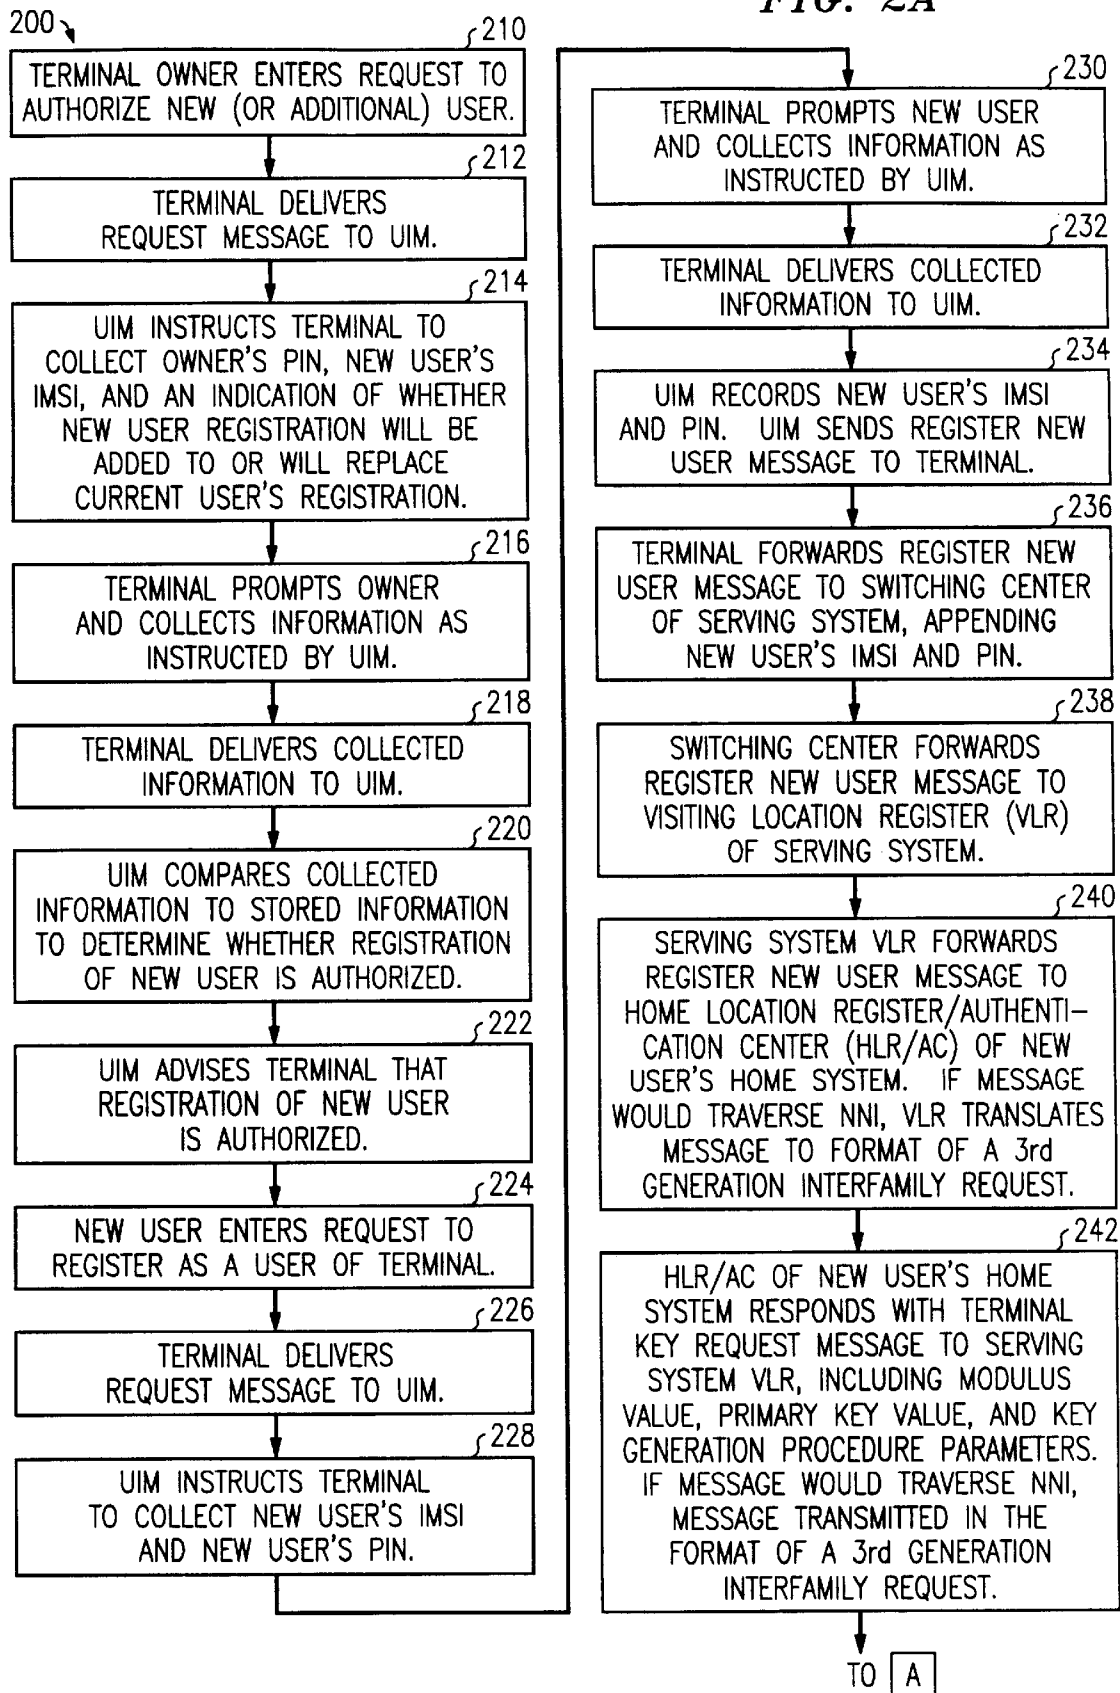 FIG. 2A
200
210
TERMINAL OWNER ENTERS REQUEST TO
AUTHORIZE NEW (OR ADDITIONAL) USER.
212
TERMINAL DELIVERS
REQUEST MESSAGE TO UIM.
214
UIM INSTRUCTS TERMINAL TO
COLLECT OWNER'S PIN, NEW USER'S
IMSI, AND AN INDICATION OF WHETHER
NEW USER REGISTRATION WILL BE
ADDED TO OR WILL REPLACE
CURRENT USER'S REGISTRATION.
216
TERMINAL PROMPTS OWNER
AND COLLECTS INFORMATION AS
INSTRUCTED BY UIM.
218
TERMINAL DELIVERS COLLECTED
INFORMATION TO UIM.
220
UIM COMPARES COLLECTED
INFORMATION TO STORED INFORMATION
TO DETERMINE WHETHER REGISTRATION
OF NEW USER IS AUTHORIZED.
222
UIM ADVISES TERMINAL THAT
REGISTRATION OF NEW USER
IS AUTHORIZED.
224
NEW USER ENTERS REQUEST TO
REGISTER AS A USER OF TERMINAL.
226
TERMINAL DELIVERS
REQUEST MESSAGE TO UIM.
228
UIM INSTRUCTS TERMINAL
TO COLLECT NEW USER'S IMSI
AND NEW USER'S PIN.
230
TERMINAL PROMPTS NEW USER
AND COLLECTS INFORMATION AS
INSTRUCTED BY UIM.
232
TERMINAL DELIVERS COLLECTED
INFORMATION TO UIM.
234
UIM RECORDS NEW USER'S IMSI
AND PIN. UIM SENDS REGISTER NEW
USER MESSAGE TO TERMINAL.
236
TERMINAL FORWARDS REGISTER NEW
USER MESSAGE TO SWITCHING CENTER
OF SERVING SYSTEM, APPENDING
NEW USER'S IMSI AND PIN.
238
SWITCHING CENTER FORWARDS
REGISTER NEW USER MESSAGE TO
VISITING LOCATION REGISTER (VLR)
OF SERVING SYSTEM.
240
SERVING SYSTEM VLR FORWARDS
REGISTER NEW USER MESSAGE TO
HOME LOCATION REGISTER/AUTHENTI-
CATION CENTER (HLR/AC) OF NEW
USER'S HOME SYSTEM. IF MESSAGE
WOULD TRAVERSE NNI, VLR TRANSLATES
MESSAGE TO FORMAT OF A 3rd
GENERATION INTERFAMILY REQUEST.
242
HLR/AC OF NEW USER'S HOME
SYSTEM RESPONDS WITH TERMINAL
KEY REQUEST MESSAGE TO SERVING
SYSTEM VLR, INCLUDING MODULUS
VALUE, PRIMARY KEY VALUE, AND KEY
GENERATION PROCEDURE PARAMETERS.
IF MESSAGE WOULD TRAVERSE NNI,
MESSAGE TRANSMITTED IN THE
FORMAT OF A 3rd GENERATION
INTERFAMILY REQUEST.
TO A